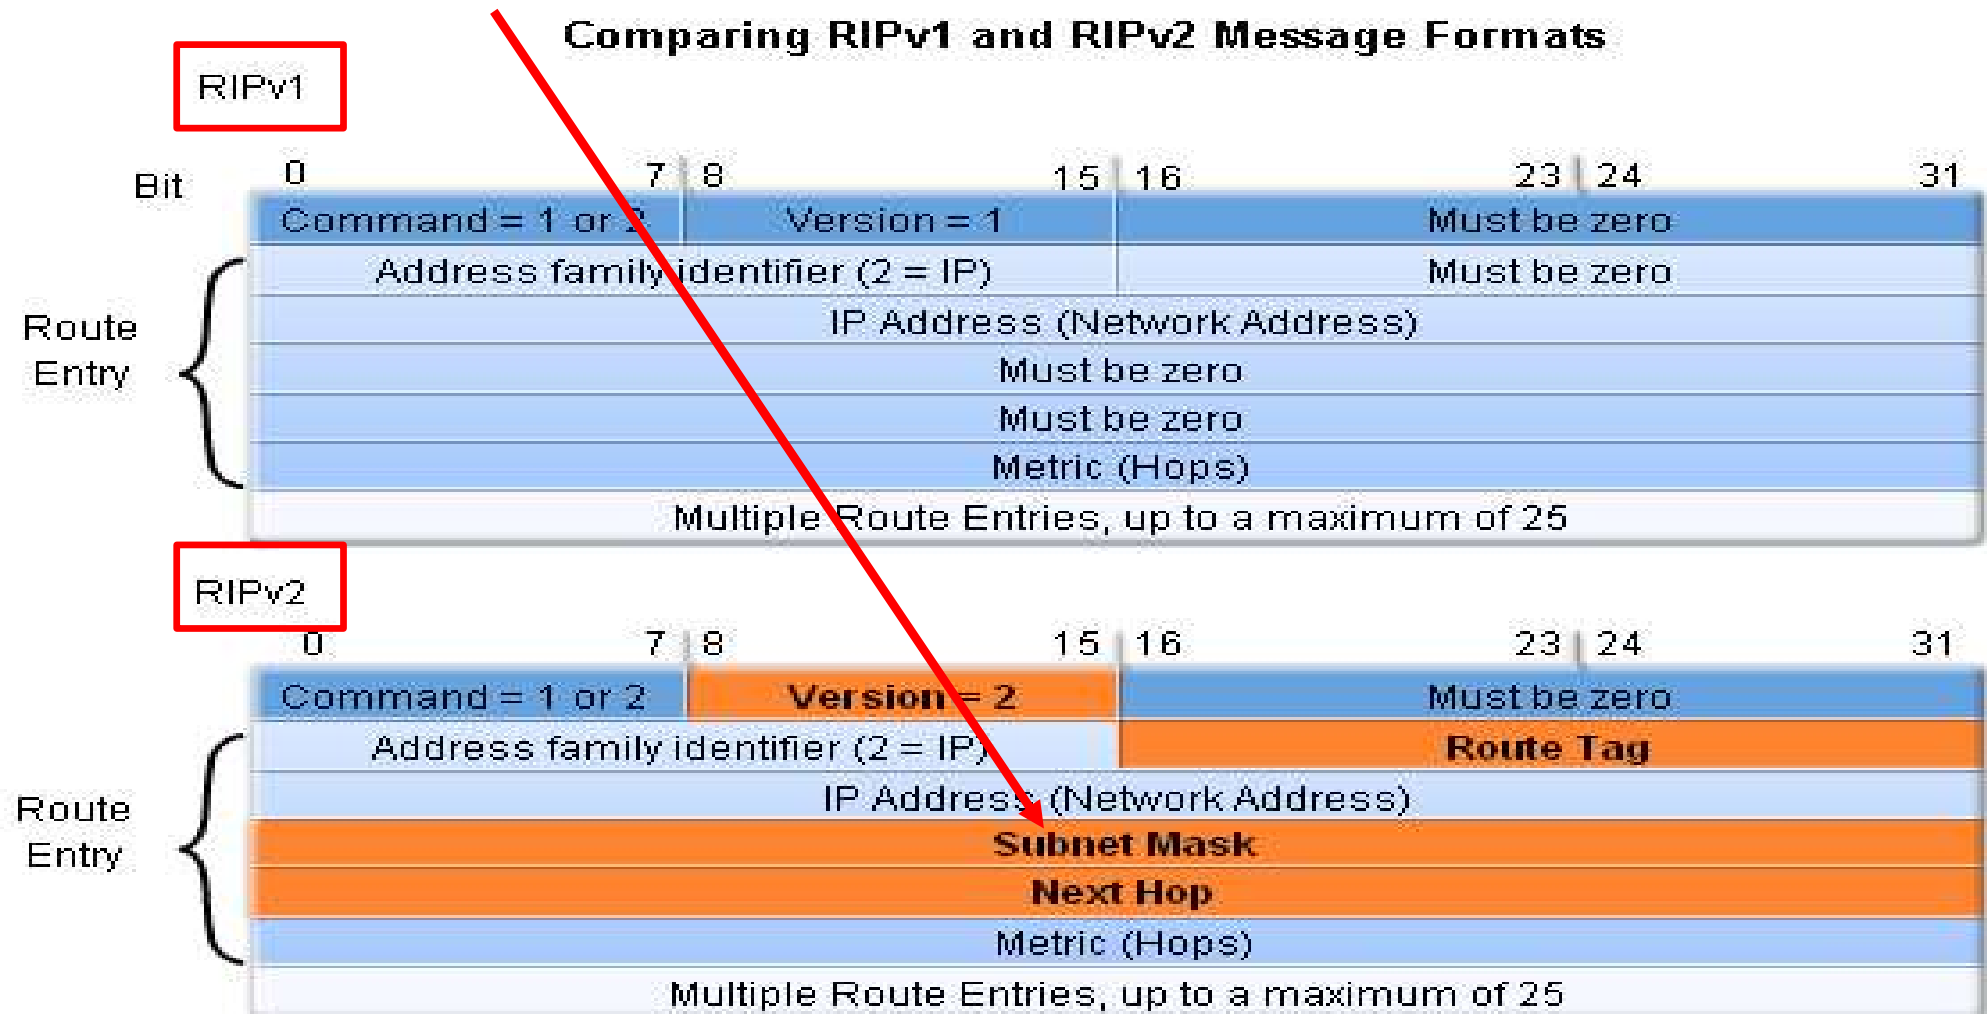 Comparing RIPv1 and RIPv2 Message Formats
RIPv1
Bit 0 7 8 15 16 23 24 31
Command = 1 or 2 Version = 1 Must be zero
Address family identifier (2 = IP) Must be zero
IP Address (Network Address)
Route
Entry
Must be zero
Must be zero
Metric (Hops)
Multiple Route Entries, up to a maximum of 25
RIPv2
0 7 8 15 16 23 24 31
Command = 1 or 2 Version = 2 Must be zero
Address family identifier (2 = IP) Route Tag
IP Address (Network Address)
Route
Entry
Subnet Mask
Next Hop
Metric (Hops)
Multiple Route Entries, up to a maximum of 25